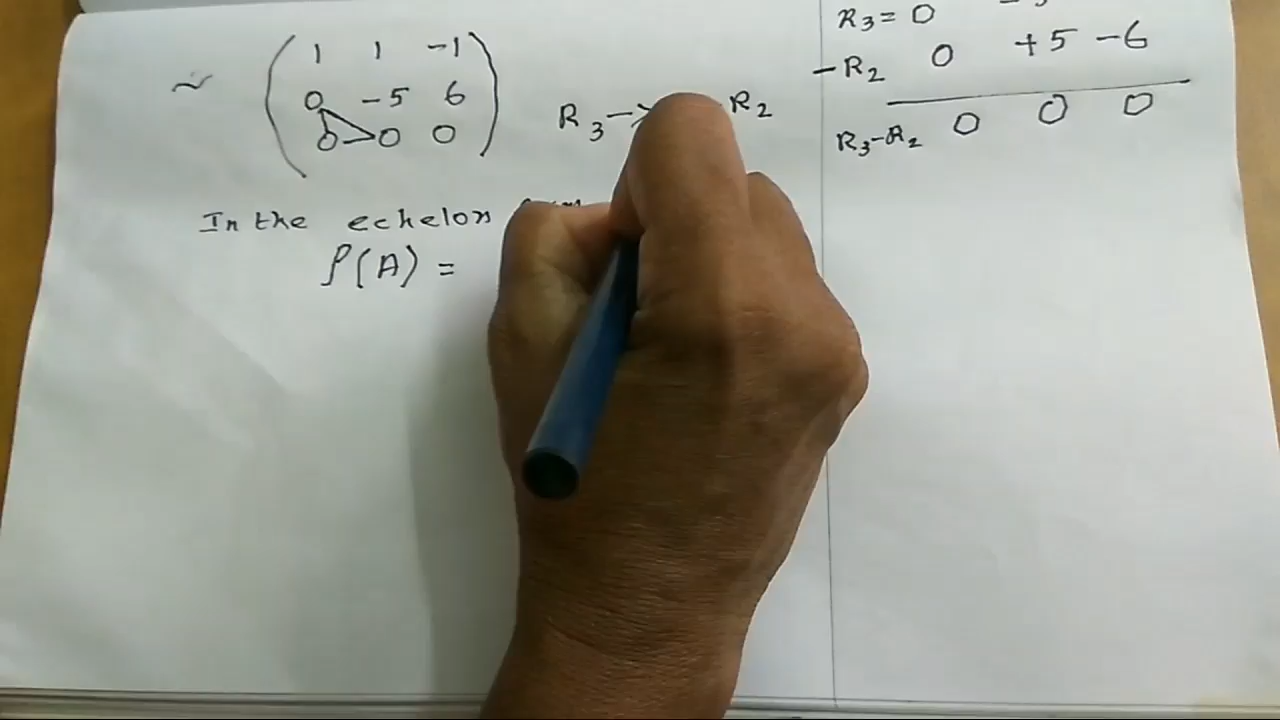 ~ ( 1 1 -1
0 -5 6
0 0 0 ) R3 → R2
In the echelon
ρ(A) =
R3 = 0
-R2 0 +5 -6
R3-R2 0 0 0